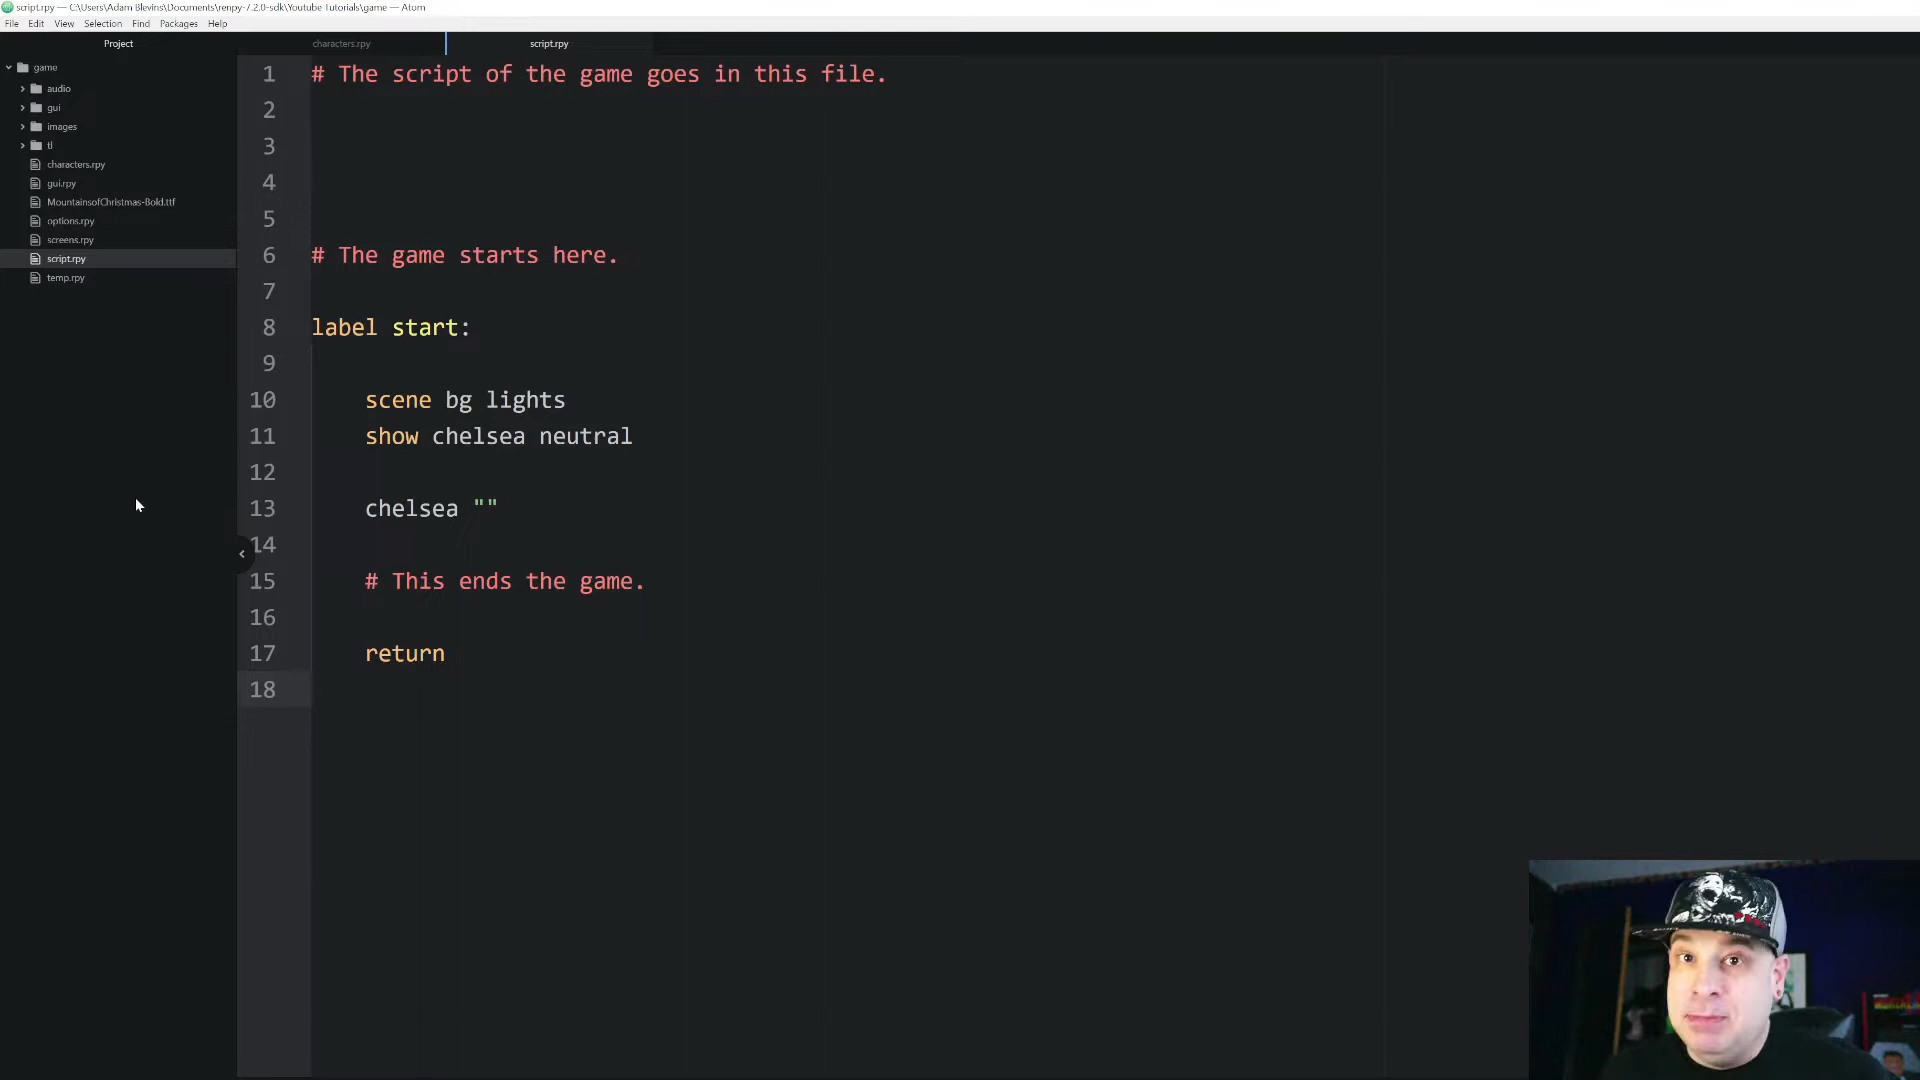 script.rpy — C:\Users\Adam Blevins\Documents\renpy-7.2.0-sdk\Youtube Tutorials\game — Atom
File Edit View Selection Find Packages Help
Project characters.rpy script.rpy
game
audio
gui
images
tl
characters.rpy
gui.rpy
MountainsofChristmas-Bold.ttf
options.rpy
screens.rpy
script.rpy
temp.rpy
1 # The script of the game goes in this file.
2
3
4
5
6 # The game starts here.
7
8 label start:
9
10 scene bg lights
11 show chelsea neutral
12
13 chelsea ""
14
15 # This ends the game.
16
17 return
18